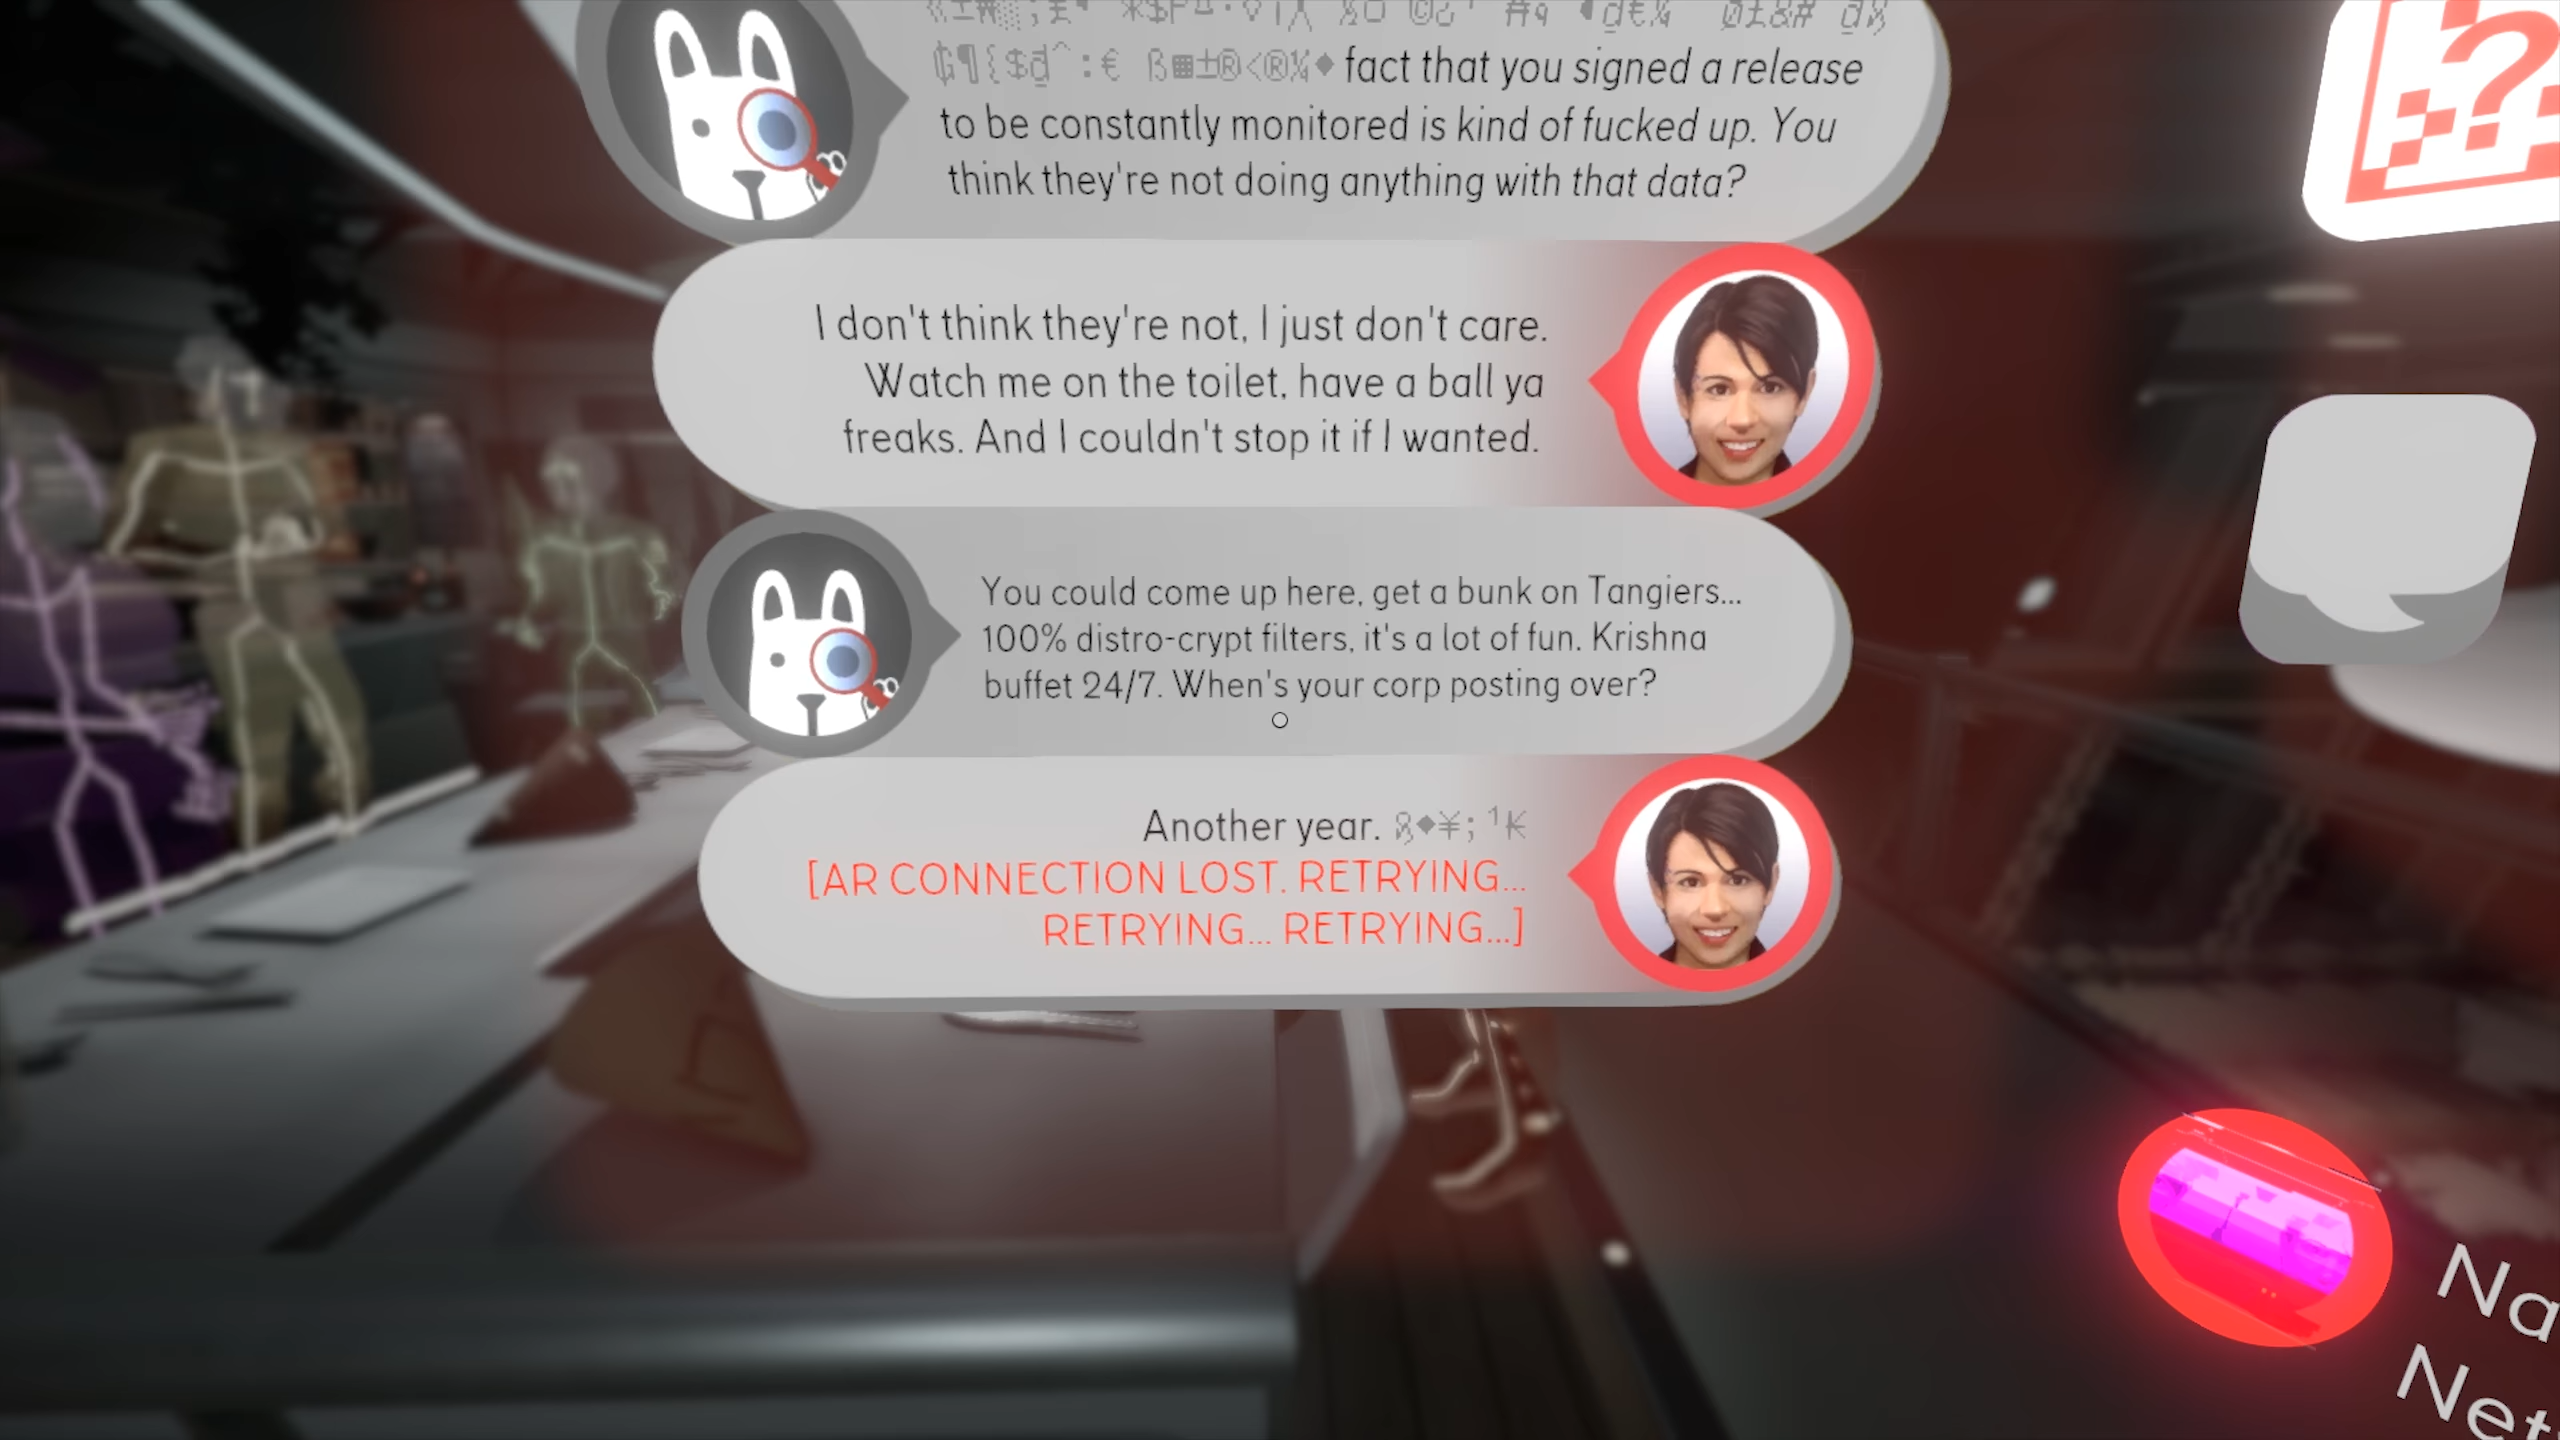 fact that you signed a release
to be constantly monitored is kind of fucked up. You
think they're not doing anything with that data?
I don't think they're not, I just don't care.
Watch me on the toilet, have a ball ya
freaks. And I couldn't stop it if I wanted.
You could come up here, get a bunk on Tangiers...
100% distro-crypt filters, it's a lot of fun. Krishna
buffet 24/7. When's your corp posting over?
Another year.
[AR CONNECTION LOST. RETRYING...
RETRYING... RETRYING...]
?
Na
Net